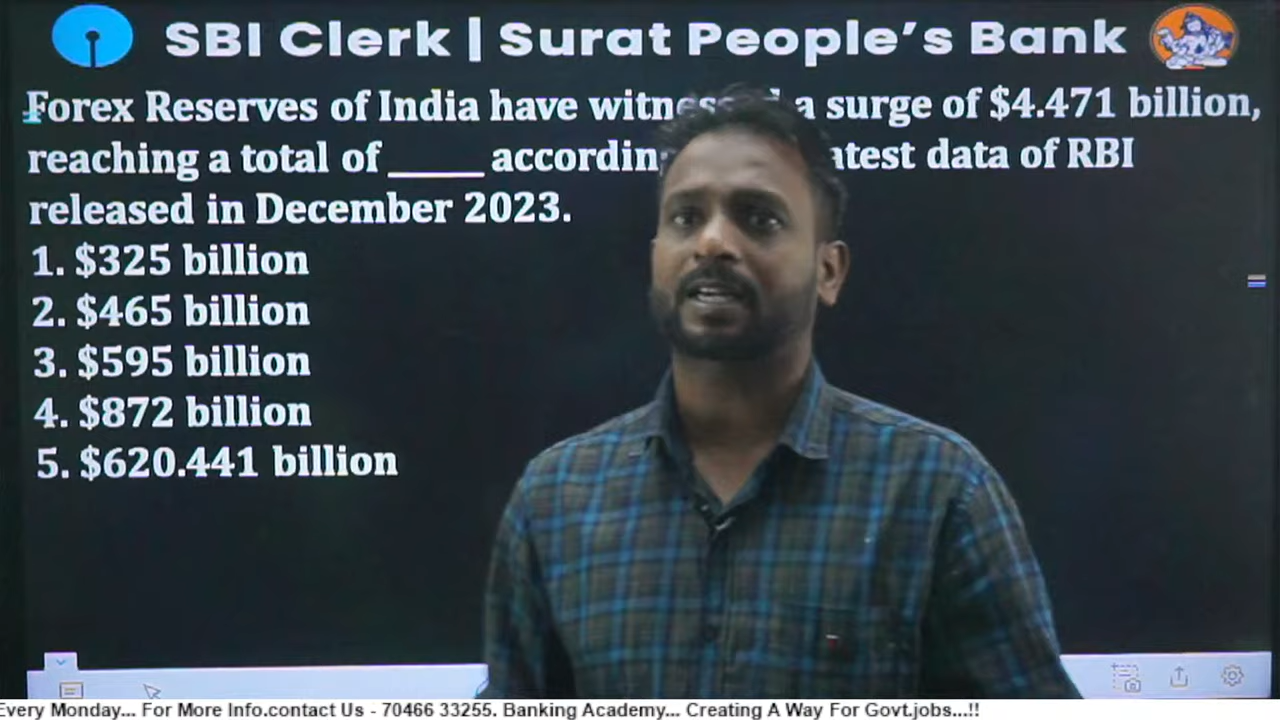 SBI Clerk | Surat People's Bank
Forex Reserves of India have a surge of $4.471 billion,
reaching a total of _____ data of RBI
released in December 2023.
1. $325 billion
2. $465 billion
3. $595 billion
4. $872 billion
5. $620.441 billion
Every Monday... For More Info.contact Us - 70466 33255. Banking Academy... Creating A Way For Govt.jobs...!!